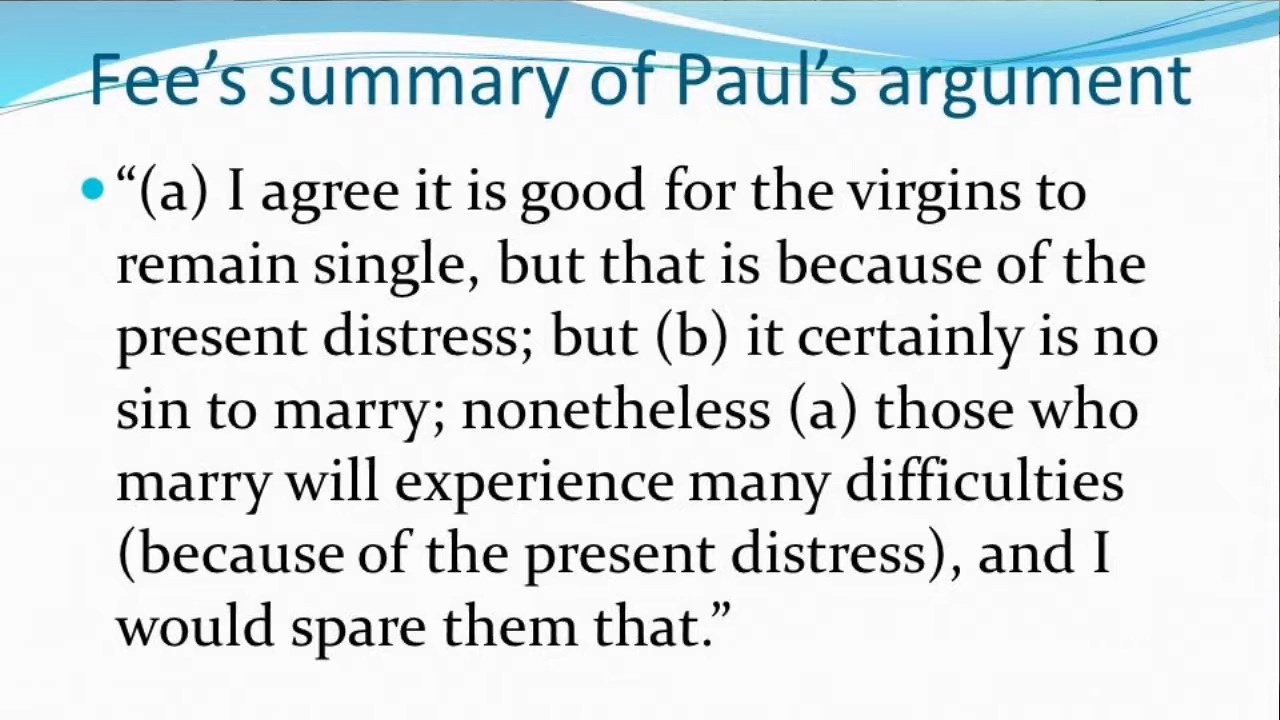 Fee’s summary of Paul’s argument
• “(a) I agree it is good for the virgins to
remain single, but that is because of the
present distress; but (b) it certainly is no
sin to marry; nonetheless (a) those who
marry will experience many difficulties
(because of the present distress), and I
would spare them that.”